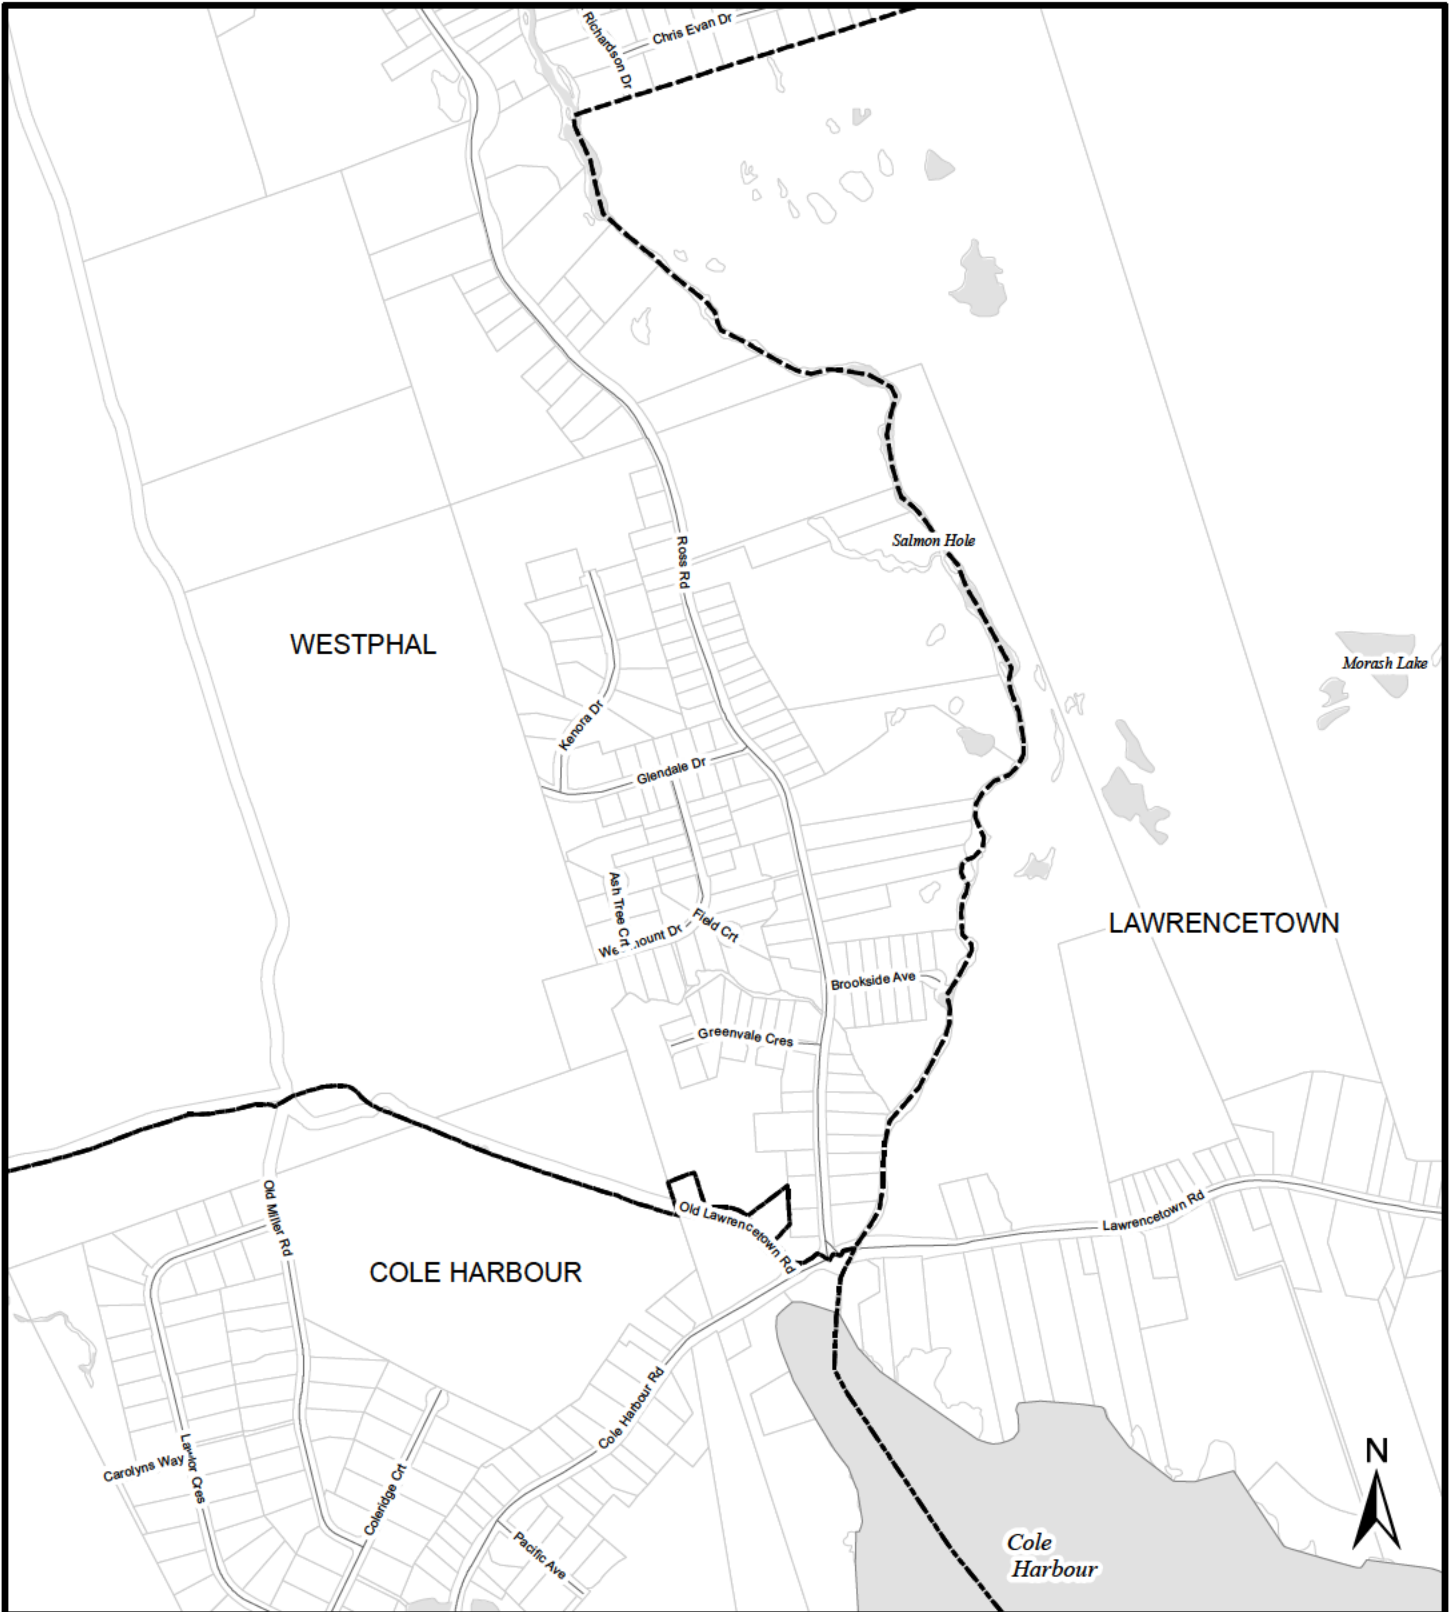 Richardson Dr
Chris Evan Dr
Ross Rd
Salmon Hole
WESTPHAL
Morash Lake
Kenora Dr
Glendale Dr
Ash Tree Crt
Field Crt
LAWRENCETOWN
Brookside Ave
Greenvale Cres
Old Miller Rd
Old Lawrencetown Rd
Lawrencetown Rd
COLE HARBOUR
Cole Harbour Rd
Carolyns Way
Lawlor Cres
Coleridge Crt
Pacific Ave
N
Cole
Harbour